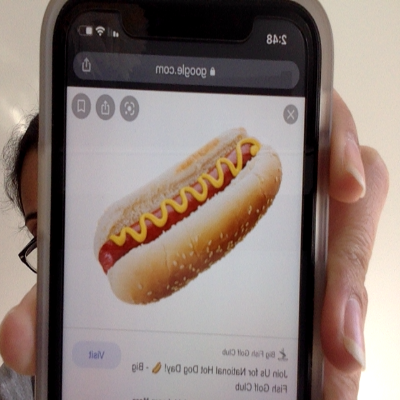 2:48
google.com
Big Fish Golf Club
Join Us for National Hot Dog Day! 🌭 - Big
Fish Golf Club
Visit